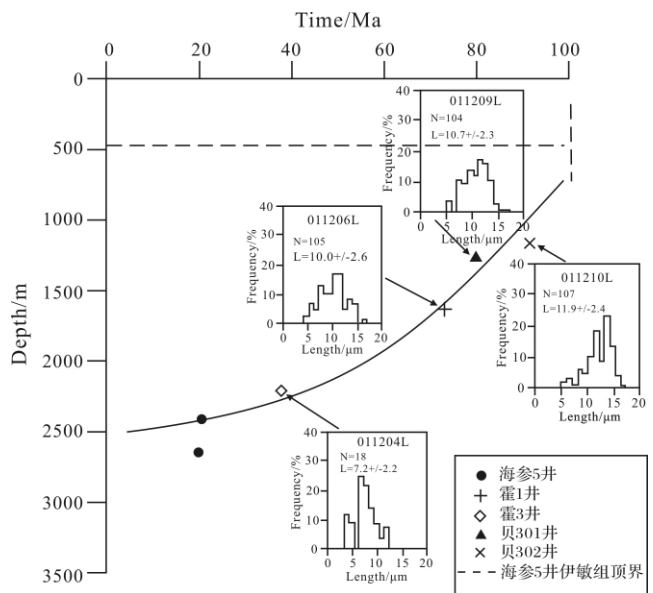 Time/Ma
0 20 40 60 80 100
Depth/m
0
500
1000
1500
2000
2500
3000
3500
011209L
N=104
L=10.7+/-2.3
Frequency/%
40
30
20
10
0
0 5 10 15 20
Length/μm
011206L
N=105
L=10.0+/-2.6
Frequency/%
40
30
20
10
0
0 5 10 15 20
Length/μm
011210L
N=107
L=11.9+/-2.4
Frequency/%
40
30
20
10
0
0 5 10 15 20
Length/μm
011204L
N=18
L=7.2+/-2.2
Frequency/%
40
30
20
10
0
0 5 10 15 20
Length/μm
海参5井
霍1井
霍3井
贝301井
贝302井
海参5井伊敏组顶界